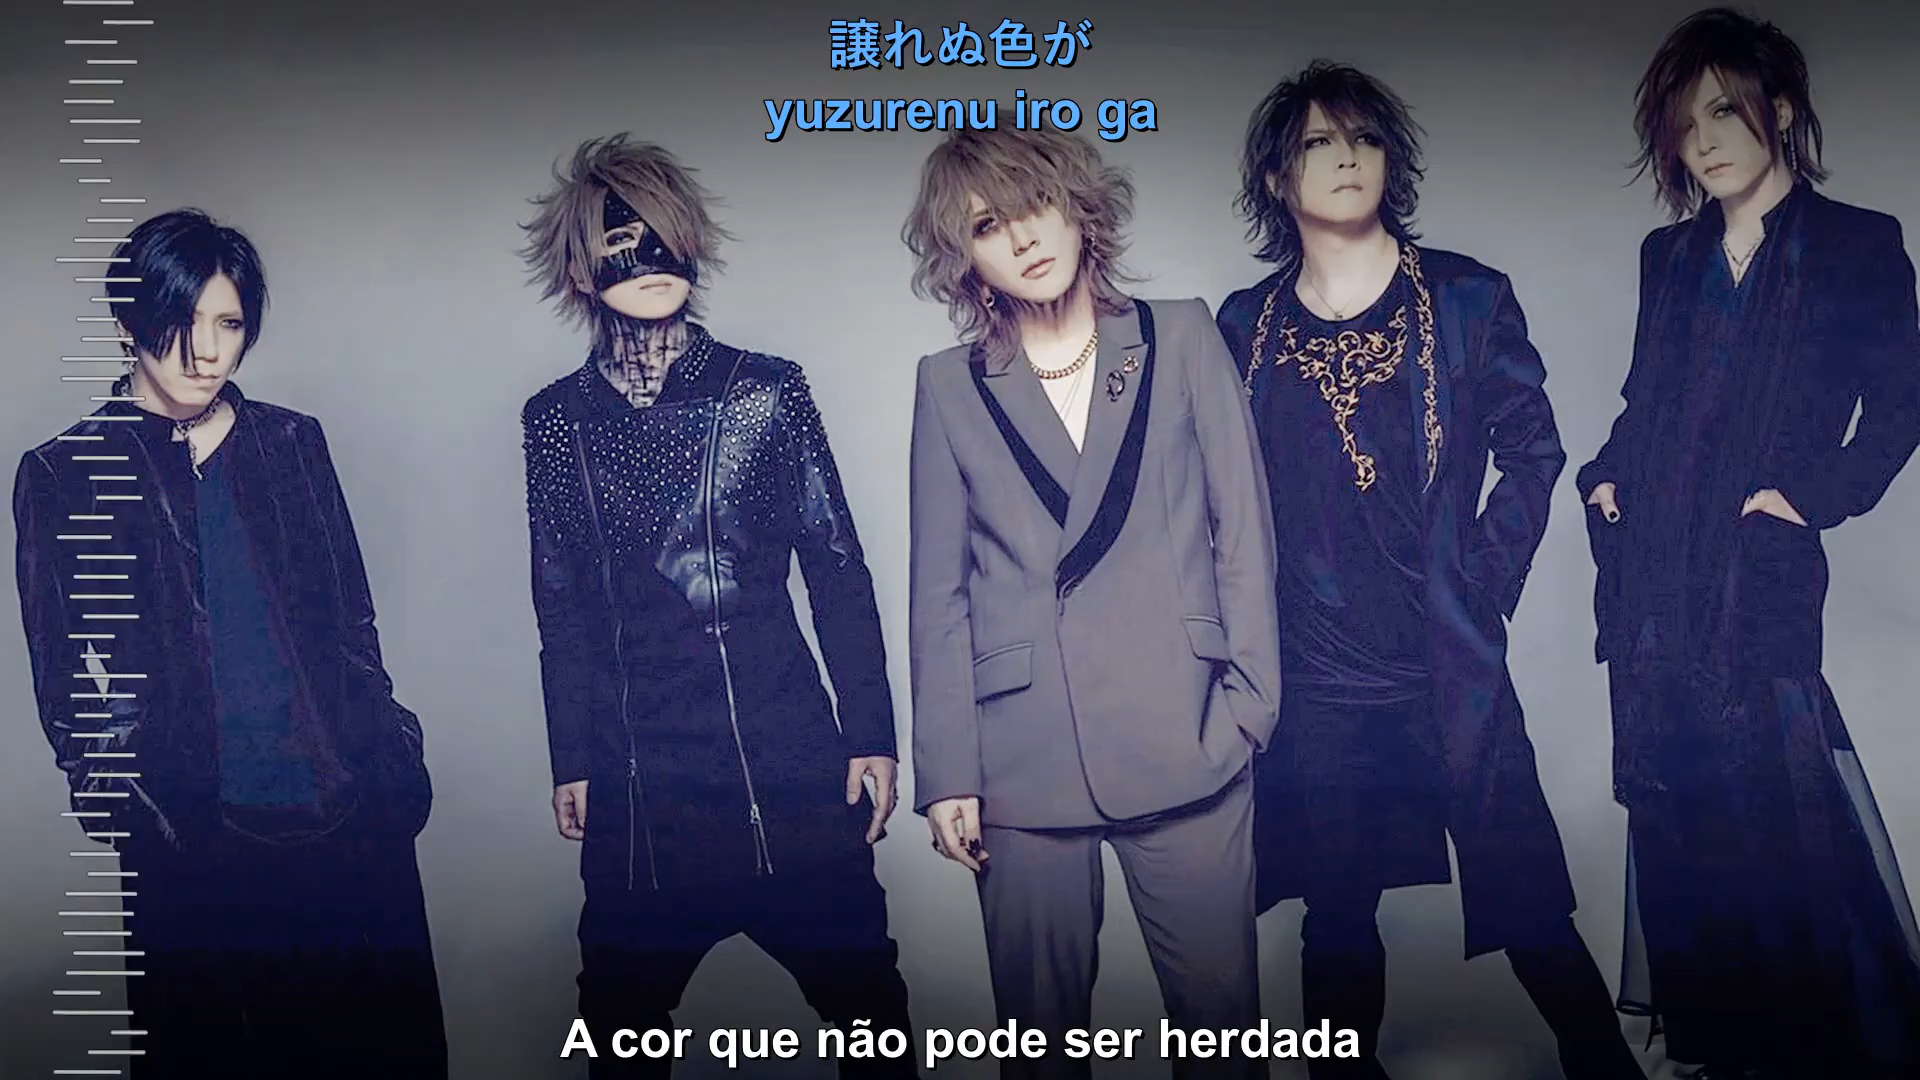 譲れぬ色が
yuzurenu iro ga
A cor que não pode ser herdada